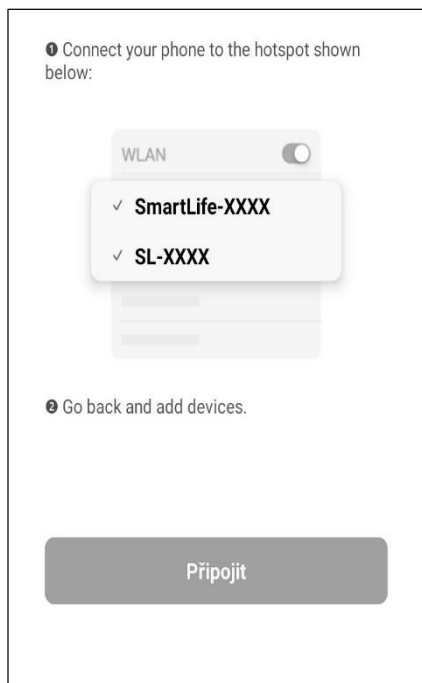 ❶ Connect your phone to the hotspot shown
below:
WLAN
✓ SmartLife-XXXX
✓ SL-XXXX
❷ Go back and add devices.
Připojit